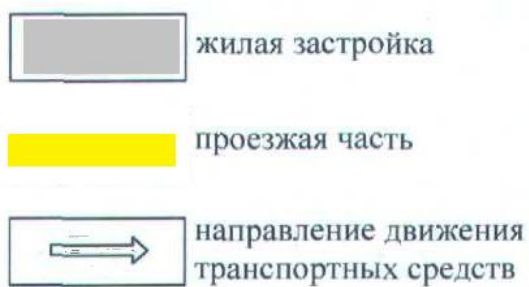 жилая застройка
проезжая часть
направление движения
транспортных средств